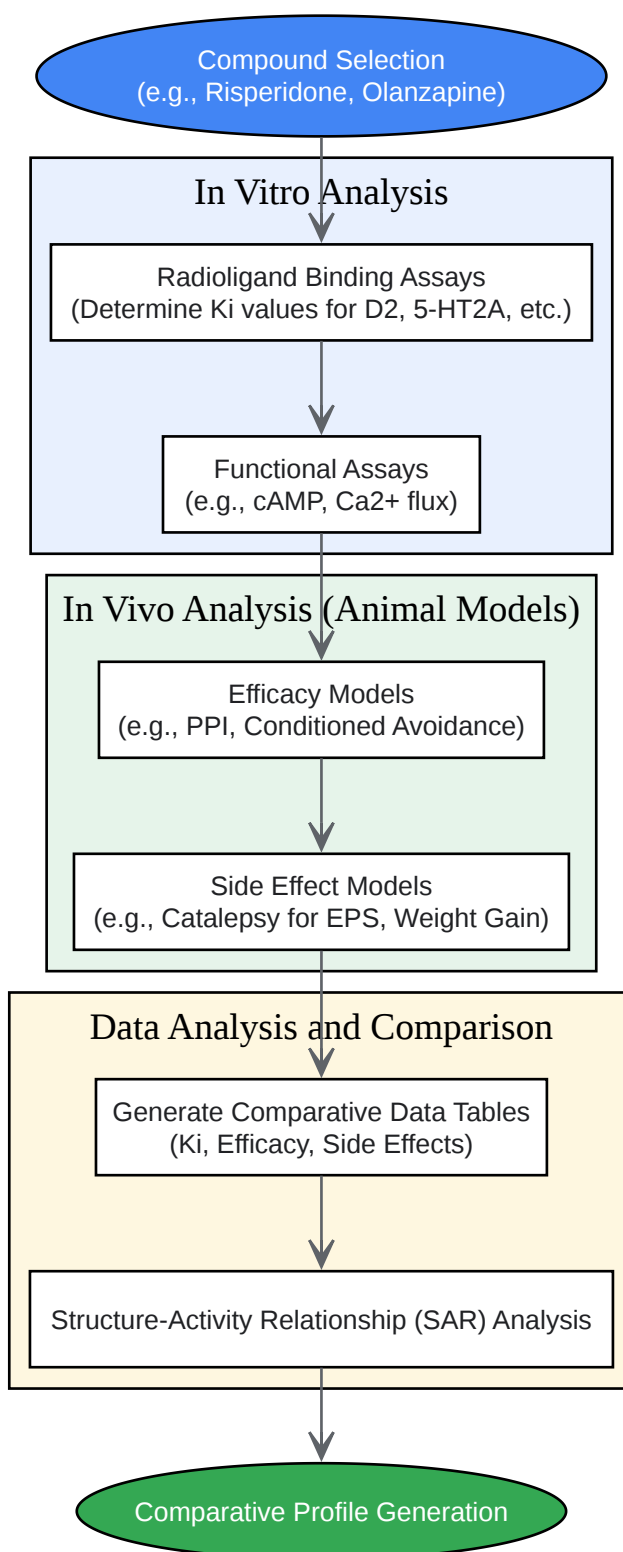 Compound Selection
(e.g., Risperidone, Olanzapine)
In Vitro Analysis
Radioligand Binding Assays
(Determine Ki values for D2, 5-HT2A, etc.)
Functional Assays
(e.g., cAMP, Ca2+ flux)
In Vivo Analysis (Animal Models)
Efficacy Models
(e.g., PPI, Conditioned Avoidance)
Side Effect Models
(e.g., Catalepsy for EPS, Weight Gain)
Data Analysis and Comparison
Generate Comparative Data Tables
(Ki, Efficacy, Side Effects)
Structure-Activity Relationship (SAR) Analysis
Comparative Profile Generation